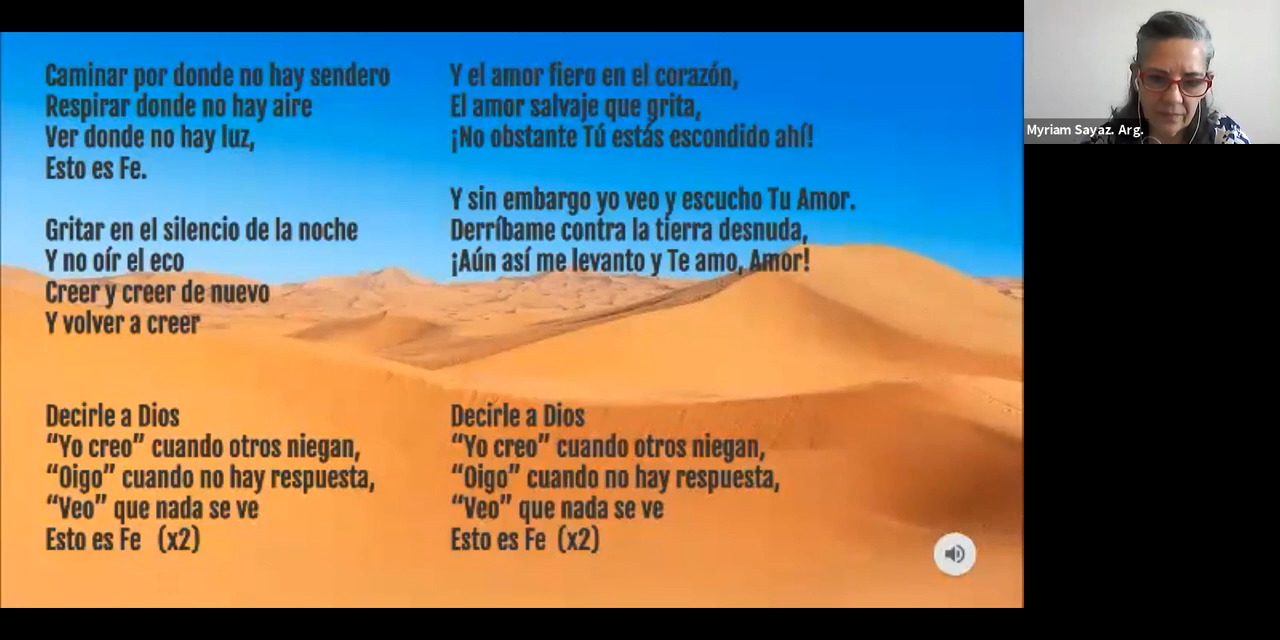 Caminar por donde no hay sendero
Respirar donde no hay aire
Ver donde no hay luz,
Esto es Fe.
Gritar en el silencio de la noche
Y no oír el eco
Creer y creer de nuevo
Y volver a creer
Decirle a Dios
“Yo creo” cuando otros niegan,
“Oigo” cuando no hay respuesta,
“Veo” que nada se ve
Esto es Fe (x2)
Y el amor fiera en el corazón,
El amor salvaje que grita,
¡No obstante Tú estás escondido ahí!
Y sin embargo yo veo y escucho Tu Amor.
Derríbame contra la tierra desnuda,
¡Aún así me levanto y Te amo, Amor!
Decirle a Dios
“Yo creo” cuando otros niegan,
“Oigo” cuando no hay respuesta,
“Veo” que nada se ve
Esto es Fe (x2)
Myriam Sayaz. Arg.